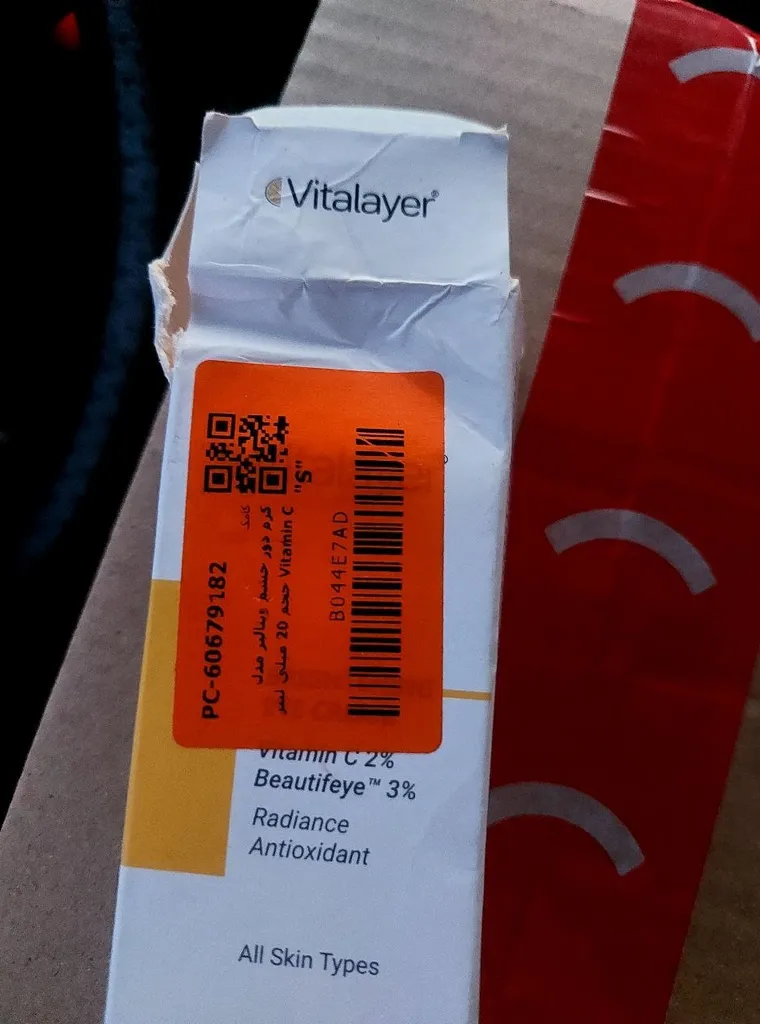 Vitalayer®
PC-60679182
کرم دور چشم ویتالیر مدل
Vitamin C حجم 20 میلی لیتر
"S"
B044E7AD
Vitamin C 2%
Beautifeye™ 3%
Radiance
Antioxidant
All Skin Types